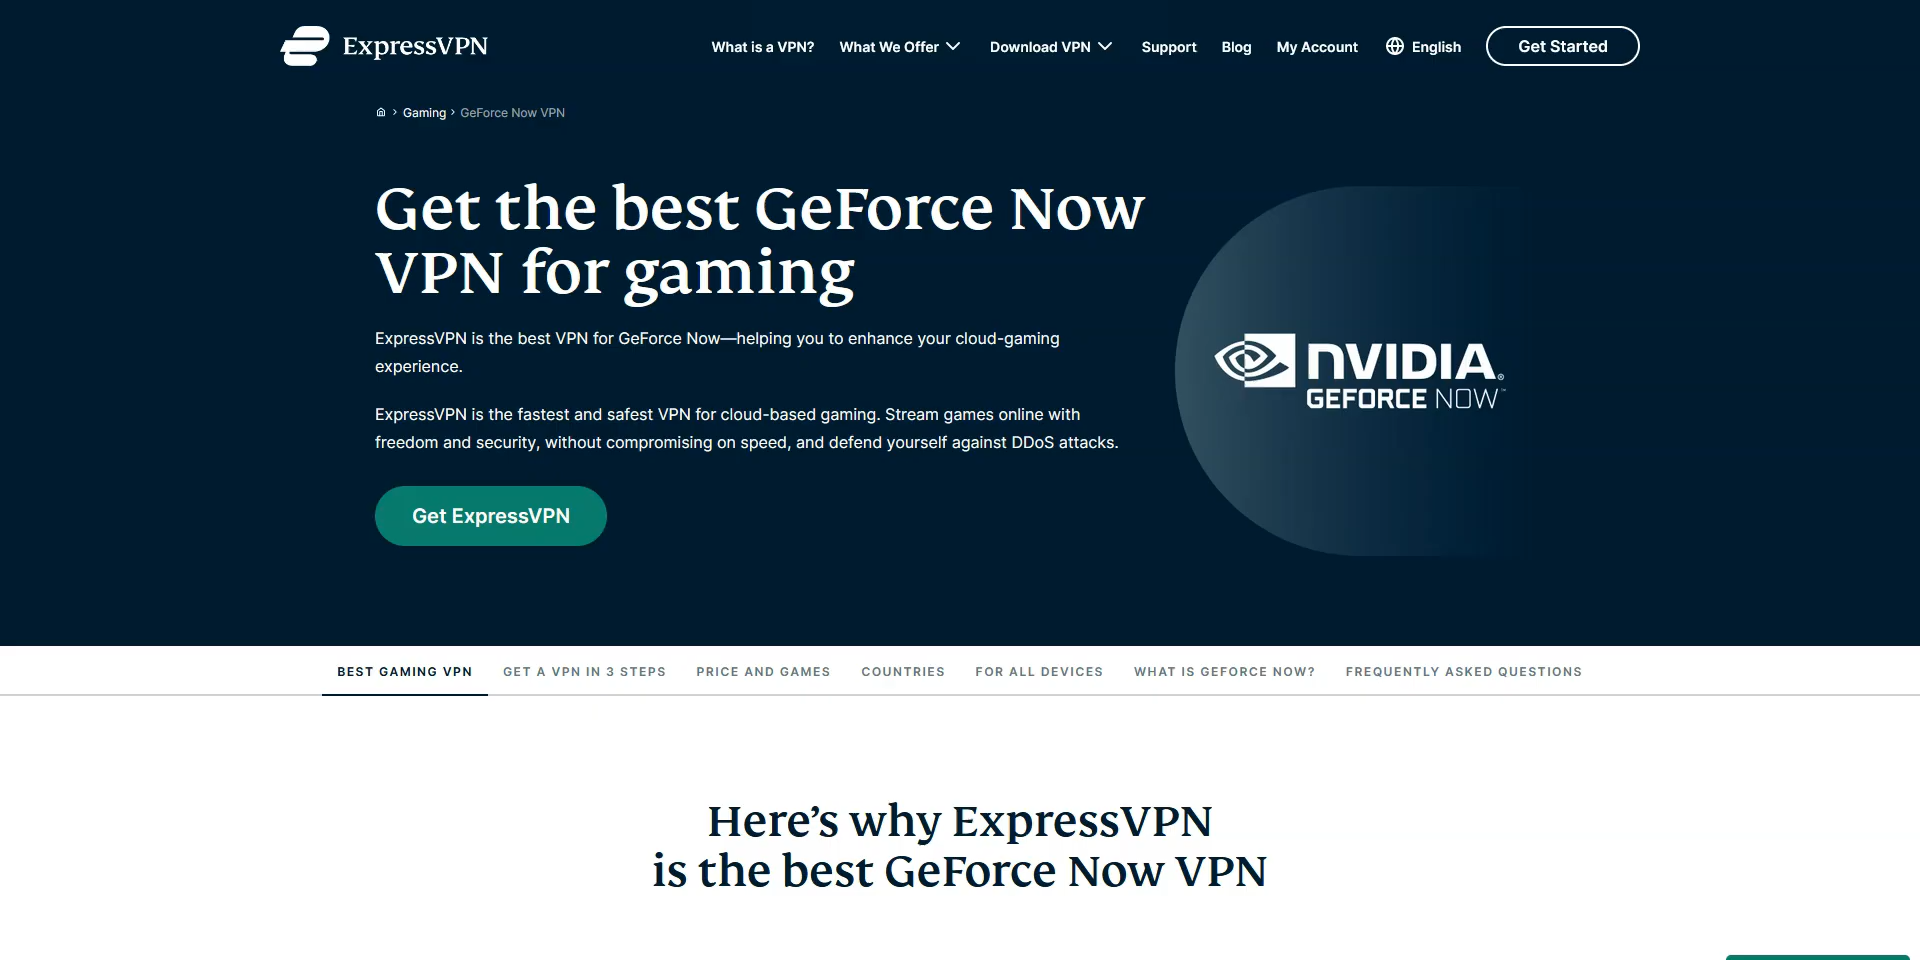 ExpressVPN
What is a VPN?
What We Offer
Download VPN
Support
Blog
My Account
English
Get Started
Gaming
GeForce Now VPN
Get the best GeForce Now
VPN for gaming
ExpressVPN is the best VPN for GeForce Now—helping you to enhance your cloud-gaming
experience.
ExpressVPN is the fastest and safest VPN for cloud-based gaming. Stream games online with
freedom and security, without compromising on speed, and defend yourself against DDoS attacks.
Get ExpressVPN
NVIDIA®
GEFORCE NOW™
BEST GAMING VPN
GET A VPN IN 3 STEPS
PRICE AND GAMES
COUNTRIES
FOR ALL DEVICES
WHAT IS GEFORCE NOW?
FREQUENTLY ASKED QUESTIONS
Here’s why ExpressVPN
is the best GeForce Now VPN